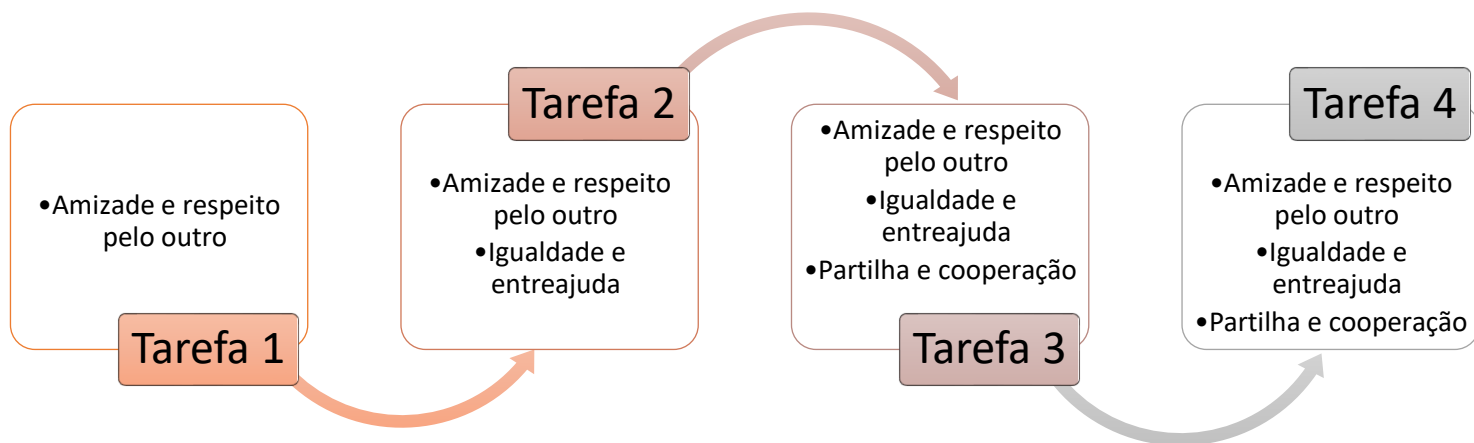 •Amizade e respeito
pelo outro
Tarefa 1
Tarefa 2
•Amizade e respeito
pelo outro
•Igualdade e
entreajuda
•Amizade e respeito
pelo outro
•Igualdade e
entreajuda
•Partilha e cooperação
Tarefa 3
Tarefa 4
•Amizade e respeito
pelo outro
•Igualdade e
entreajuda
•Partilha e cooperação